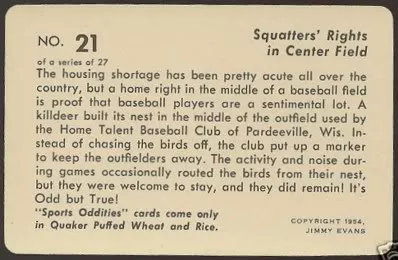 NO. 21
of a series of 27
Squatters' Rights
in Center Field
The housing shortage has been pretty acute all over the
country, but a home right in the middle of a baseball field
is proof that baseball players are a sentimental lot. A
killdeer built its nest in the middle of the outfield used by
the Home Talent Baseball Club of Pardeeville, Wis. In-
stead of chasing the birds off, the club put up a marker
to keep the outfielders away. The activity and noise dur-
ing games occasionally routed the birds from their nest,
but they were welcome to stay, and they did remain! It's
Odd but True!
"Sports Oddities" cards come only
in Quaker Puffed Wheat and Rice.
COPYRIGHT 1954,
JIMMY EVANS